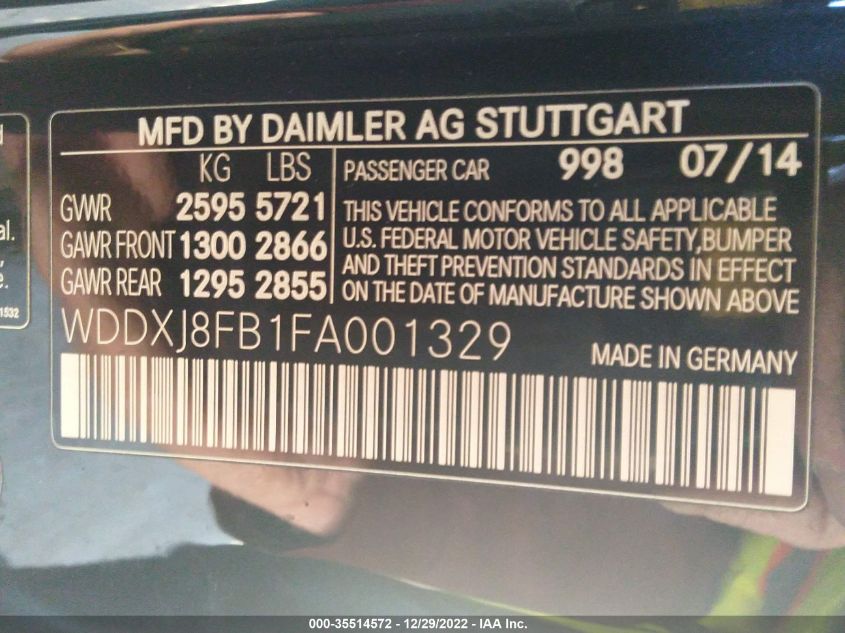 MFD BY DAIMLER AG STUTTGART
KG LBS
GVWR 2595 5721
GAWR FRONT 1300 2866
GAWR REAR 1295 2855
PASSENGER CAR 998 07/14
THIS VEHICLE CONFORMS TO ALL APPLICABLE
U.S. FEDERAL MOTOR VEHICLE SAFETY,BUMPER
AND THEFT PREVENTION STANDARDS IN EFFECT
ON THE DATE OF MANUFACTURE SHOWN ABOVE
WDDXJ8FB1FA001329
MADE IN GERMANY
al.
e.
1532
000-35514572 - 12/29/2022 - IAA Inc.